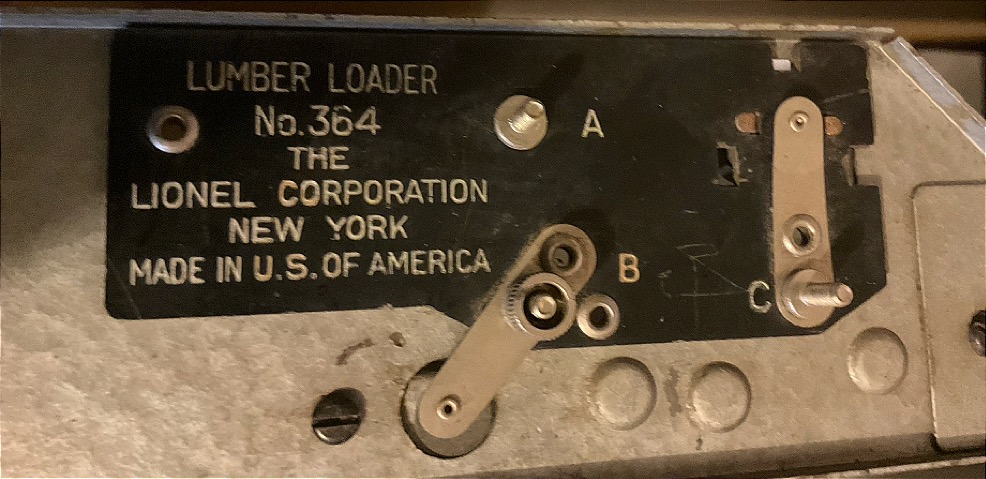 LUMBER LOADER
No.364
THE
LIONEL CORPORATION
NEW YORK
MADE IN U.S. OF AMERICA
A
B
C